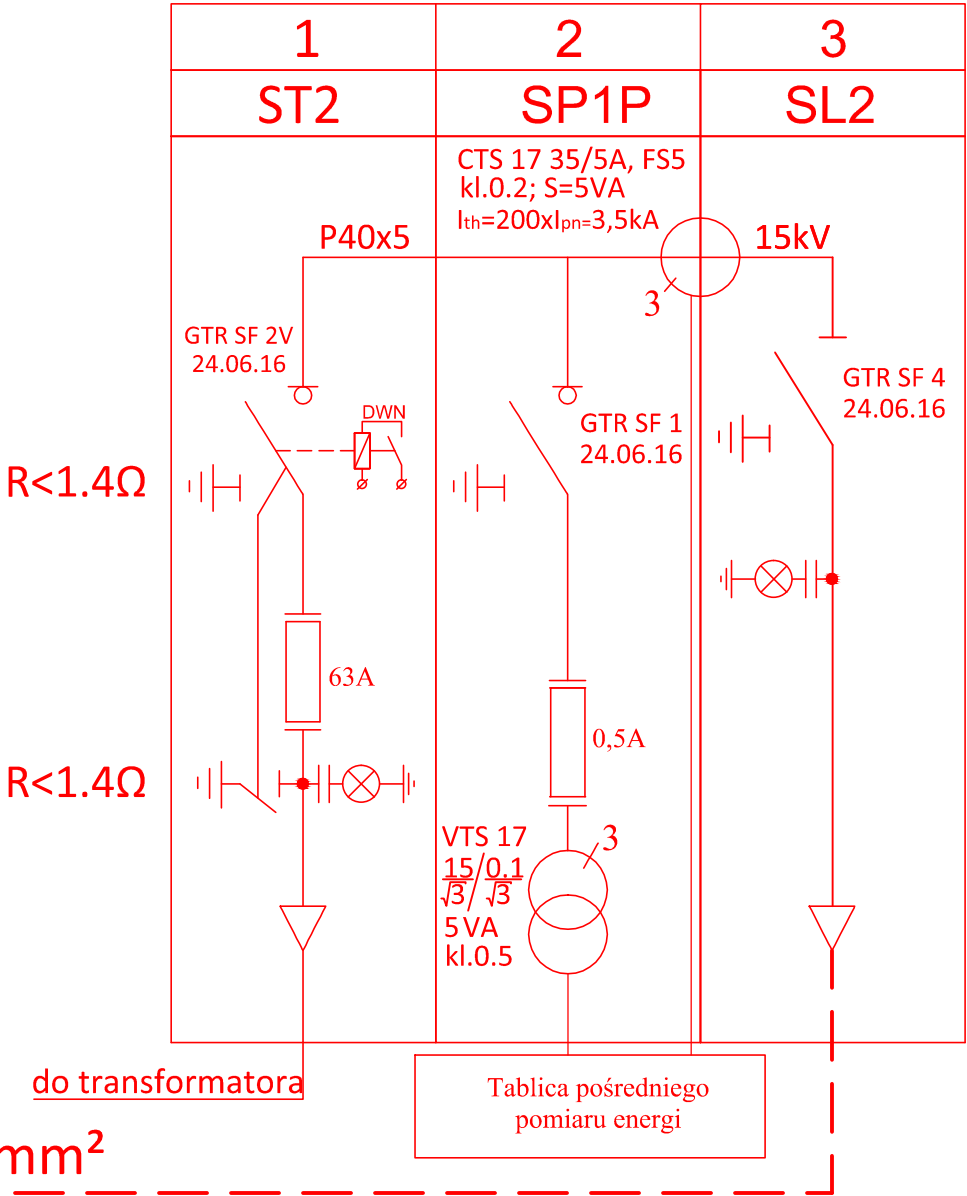 1
2
3
ST2
SP1P
SL2
CTS 17 35/5A, FS5
kl.0.2; S=5VA
Ith=200xIpn=3,5kA
P40x5
15kV
3
GTR SF 2V
24.06.16
DWN
GTR SF 1
24.06.16
GTR SF 4
24.06.16
R<1.4Ω
63A
0,5A
R<1.4Ω
VTS 17
3
15/√3 / 0.1/√3
5VA
kl.0.5
do transformatora
Tablica pośredniego
pomiaru energi
mm²